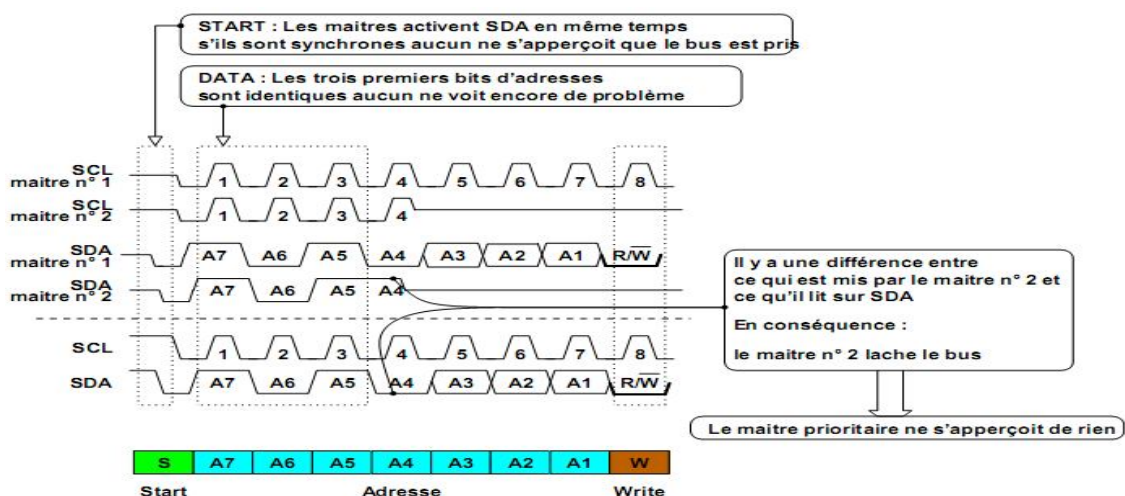 START : Les maitres activent SDA en même temps
s'ils sont synchrones aucun ne s'apperçoit que le bus est pris
DATA : Les trois premiers bits d'adresses
sont identiques aucun ne voit encore de problème
SCL
maitre n° 1
1 2 3 4 5 6 7 8
SCL
maitre n° 2
1 2 3 4
SDA
maitre n° 1
A7 A6 A5 A4 A3 A2 A1 R/W̅
SDA
maitre n° 2
A7 A6 A5 A4
Il y a une différence entre
ce qui est mis par le maitre n° 2 et
ce qu'il lit sur SDA
En conséquence :
le maitre n° 2 lache le bus
SCL
1 2 3 4 5 6 7 8
SDA
A7 A6 A5 A4 A3 A2 A1 R/W̅
Le maitre prioritaire ne s'apperçoit de rien
S A7 A6 A5 A4 A3 A2 A1 W
Start Adresse Write